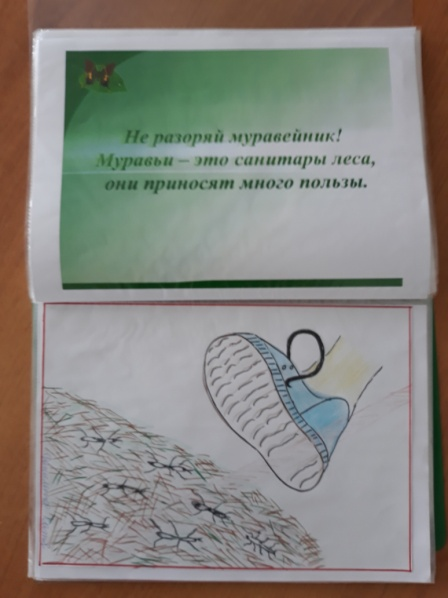 Не разоряй муравейник!
Муравьи – это санитары леса,
они приносят много пользы.